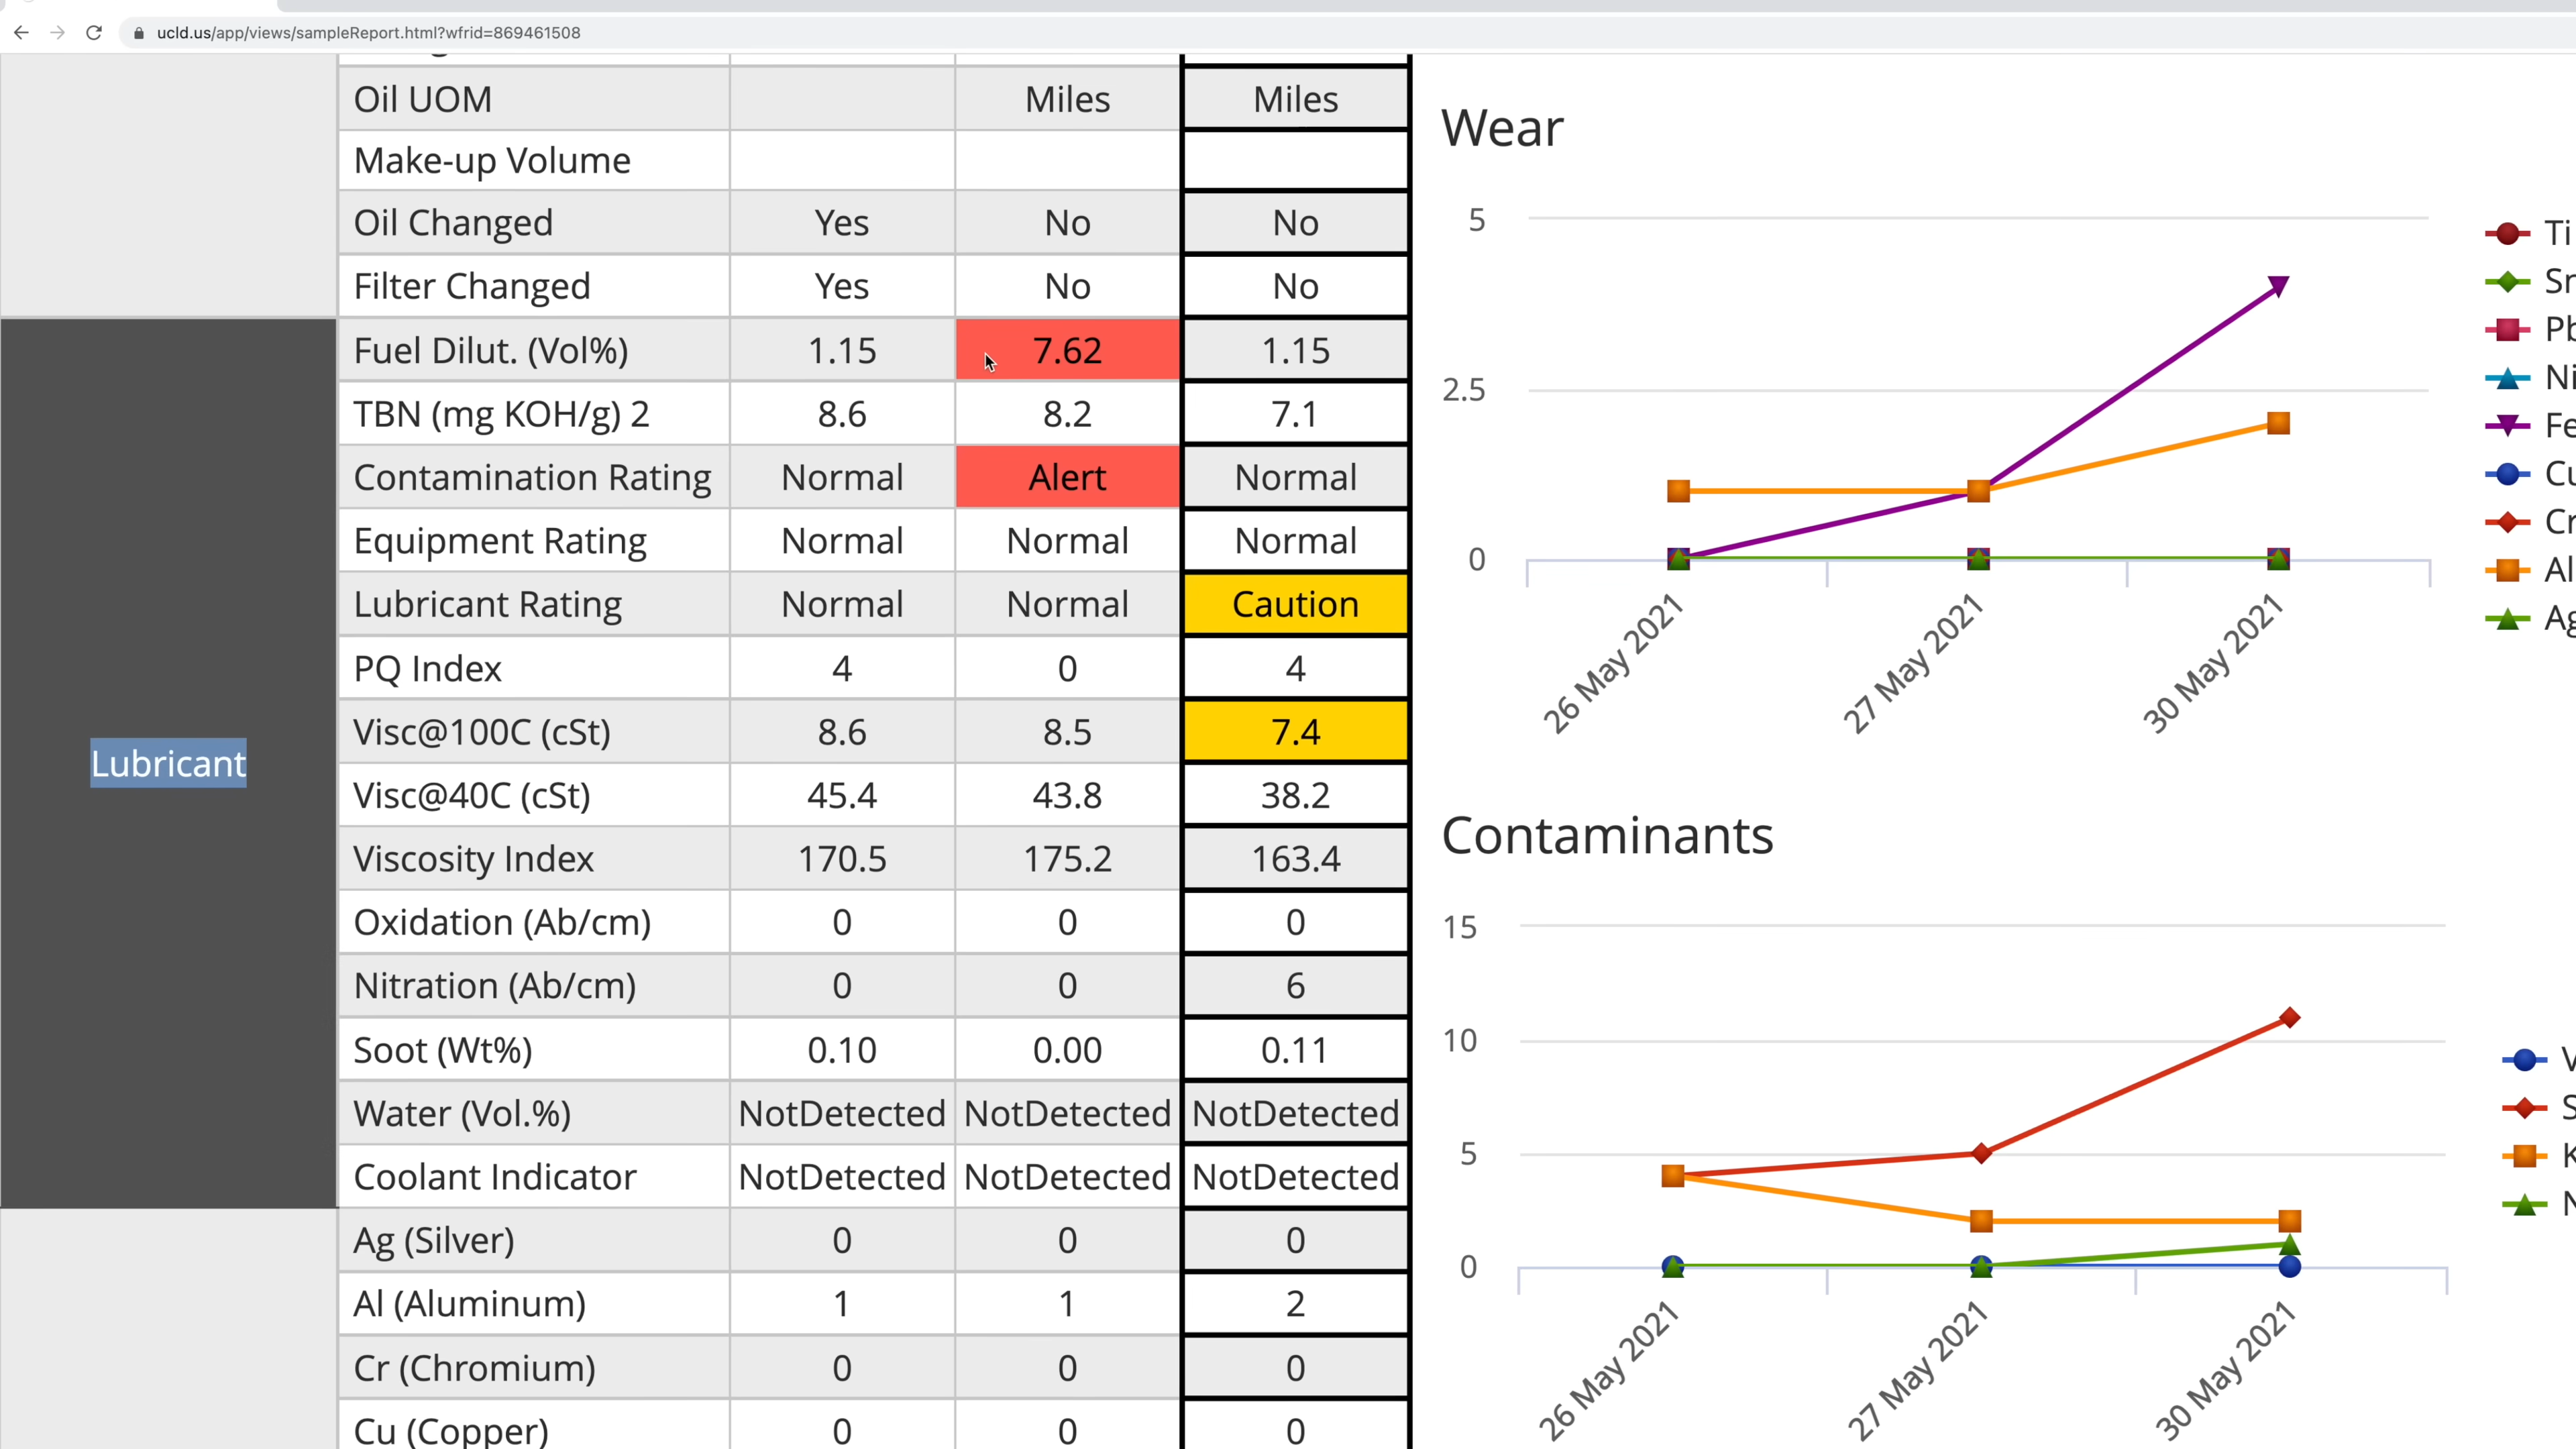 ucld.us/app/views/sampleReport.html?wfrid=869461508
Oil UOM Miles Miles
Make-up Volume
Oil Changed Yes No No
Filter Changed Yes No No
Fuel Dilut. (Vol%) 1.15 7.62 1.15
TBN (mg KOH/g) 2 8.6 8.2 7.1
Contamination Rating Normal Alert Normal
Equipment Rating Normal Normal Normal
Lubricant Rating Normal Normal Caution
PQ Index 4 0 4
Visc@100C (cSt) 8.6 8.5 7.4
Lubricant
Visc@40C (cSt) 45.4 43.8 38.2
Viscosity Index 170.5 175.2 163.4
Oxidation (Ab/cm) 0 0 0
Nitration (Ab/cm) 0 0 6
Soot (Wt%) 0.10 0.00 0.11
Water (Vol.%) NotDetected NotDetected NotDetected
Coolant Indicator NotDetected NotDetected NotDetected
Ag (Silver) 0 0 0
Al (Aluminum) 1 1 2
Cr (Chromium) 0 0 0
Cu (Copper) 0 0 0
Wear
5
2.5
0
26 May 2021
27 May 2021
30 May 2021
Ti
Pb
Ni
Fe
Cu
Cr
Al
Ag
Contaminants
15
10
5
0
26 May 2021
27 May 2021
30 May 2021
V
K